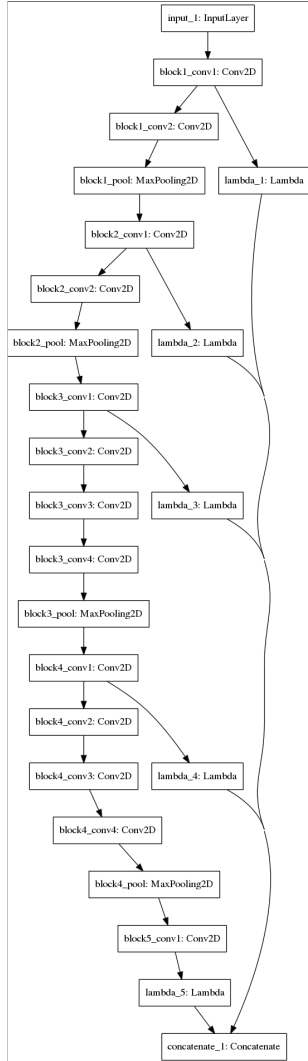 input_1: InputLayer
block1_conv1: Conv2D
block1_conv2: Conv2D
block1_pool: MaxPooling2D
lambda_1: Lambda
block2_conv1: Conv2D
block2_conv2: Conv2D
block2_pool: MaxPooling2D
lambda_2: Lambda
block3_conv1: Conv2D
block3_conv2: Conv2D
block3_conv3: Conv2D
lambda_3: Lambda
block3_conv4: Conv2D
block3_pool: MaxPooling2D
block4_conv1: Conv2D
block4_conv2: Conv2D
block4_conv3: Conv2D
lambda_4: Lambda
block4_conv4: Conv2D
block4_pool: MaxPooling2D
block5_conv1: Conv2D
lambda_5: Lambda
concatenate_1: Concatenate